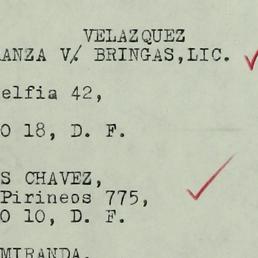 VELAZQUEZ
ANZA V/. BRINGAS,LIC.
elfia 42,
O 18, D. F.
S CHAVEZ,
Pirineos 775,
O 10, D. F.
MIRANDA,